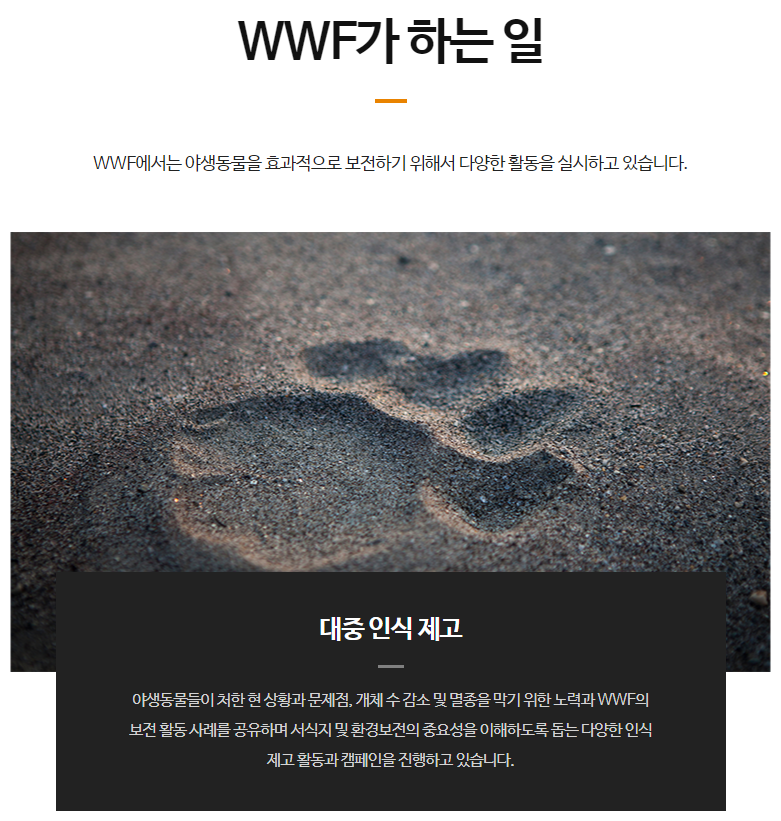 WWF가 하는 일
WWF에서는 야생동물을 효과적으로 보전하기 위해서 다양한 활동을 실시하고 있습니다.
대중 인식 제고
야생동물들이 처한 현 상황과 문제점, 개체 수 감소 및 멸종을 막기 위한 노력과 WWF의
보전 활동 사례를 공유하며 서식지 및 환경보전의 중요성을 이해하도록 돕는 다양한 인식
제고 활동과 캠페인을 진행하고 있습니다.